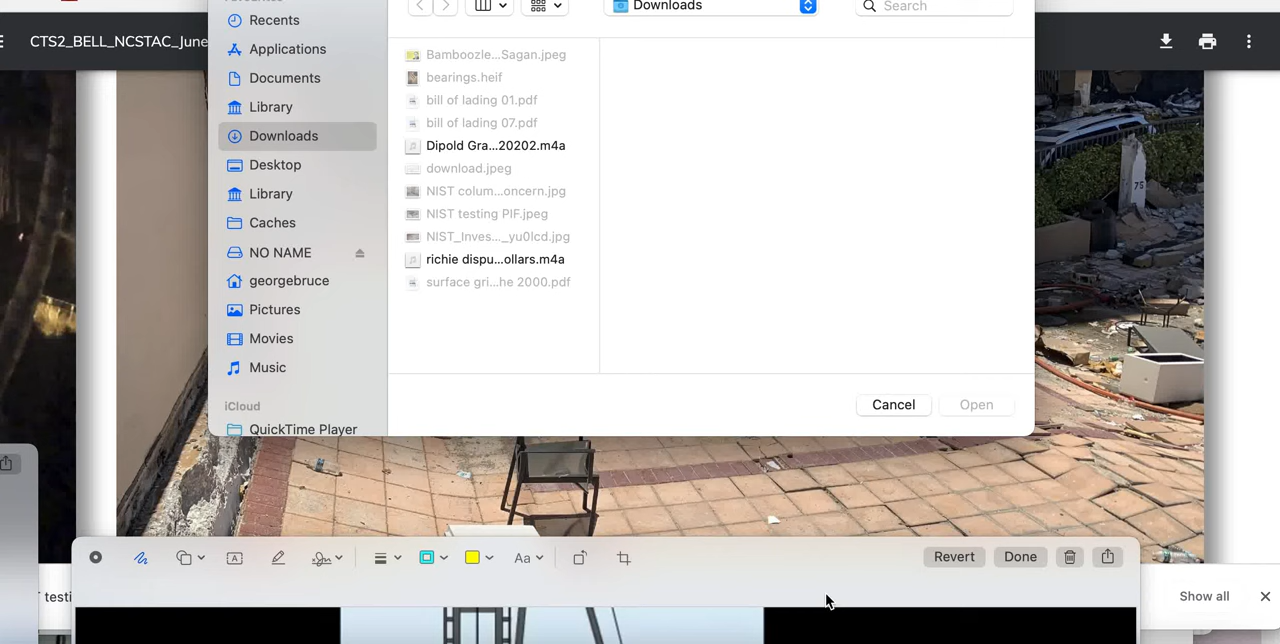 Downloads
Search
CTS2_BELL_NCSTAC_June
Recents
Applications
Documents
Library
Downloads
Desktop
Library
Caches
NO NAME
georgebruce
Pictures
Movies
Music
iCloud
QuickTime Player
Bamboozle...Sagan.jpeg
bearings.heif
bill of lading 01.pdf
bill of lading 07.pdf
Dipold Gra...20202.m4a
download.jpeg
NIST colum...oncern.jpg
NIST testing PIF.jpeg
NIST_Inves..._yu0lcd.jpg
richie dispu...ollars.m4a
surface gri...he 2000.pdf
Cancel
Open
75
A
Aa
Revert
Done
testi
Show all